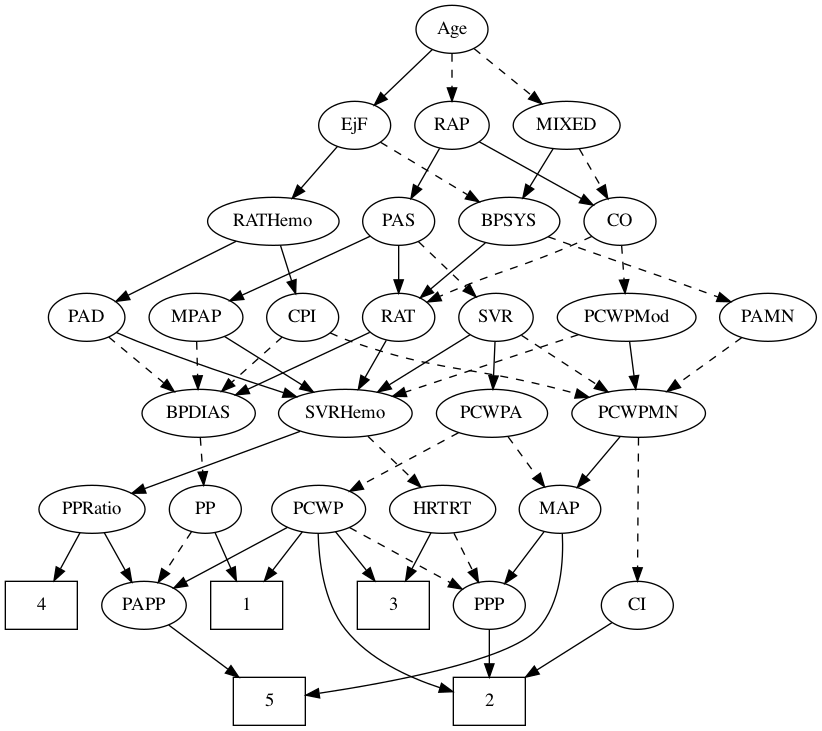 Age
EjF
RAP
MIXED
RATHemo
PAS
BPSYS
CO
PAD
MPAP
CPI
RAT
SVR
PCWPMod
PAMN
BPDIAS
SVRHemo
PCWPA
PCWPMN
PPRatio
PP
PCWP
HRTRT
MAP
4
PAPP
1
3
PPP
CI
5
2